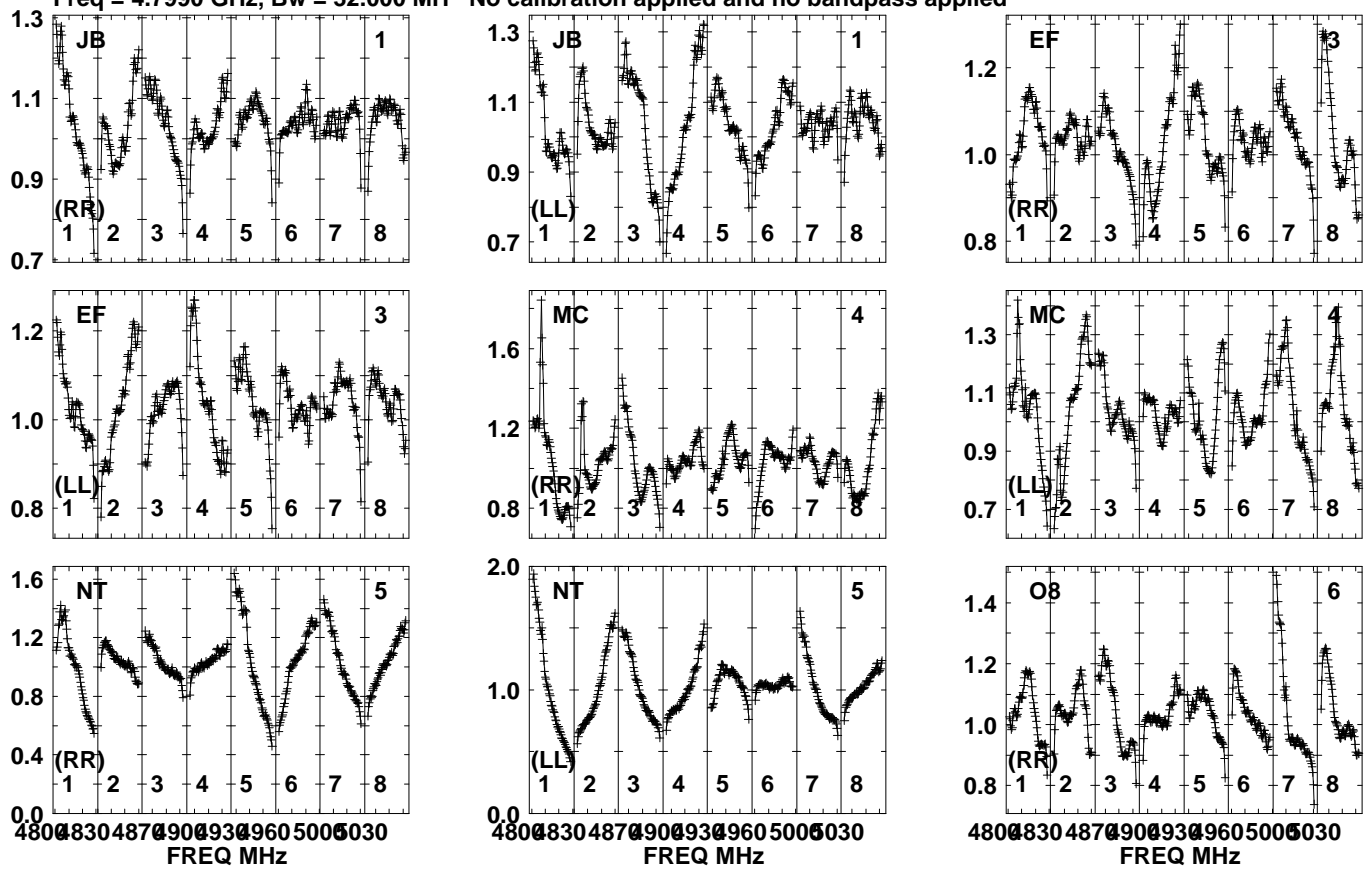 Freq = 4.7990 GHz, Bw = 32.000 MH No calibration applied and no bandpass applied
1.3 JB 1
1.1
0.9
(RR)
1 2 3 4 5 6 7 8
0.7
1.3 JB 1
1.1
0.9
(LL)
1 2 3 4 5 6 7 8
0.7
EF 3
1.2
1.0
(RR)
1 2 3 4 5 6 7 8
0.8
EF 3
1.2
1.0
(LL)
1 2 3 4 5 6 7 8
0.8
MC 4
1.6
1.2
(RR)
1 2 3 4 5 6 7 8
0.8
MC 4
1.3
1.1
0.9
(LL)
1 2 3 4 5 6 7 8
0.7
1.6 NT 5
1.2
0.8
0.4 (RR)
1 2 3 4 5 6 7 8
0.0
4800 4830 4870 4900 4930 4960 5000 5030
FREQ MHz
2.0 NT 5
1.0
(LL)
1 2 3 4 5 6 7 8
0.0
4800 4830 4870 4900 4930 4960 5000 5030
FREQ MHz
O8 6
1.4
1.2
1.0
(RR)
0.8 1 2 3 4 5 6 7 8
4800 4830 4870 4900 4930 4960 5000 5030
FREQ MHz